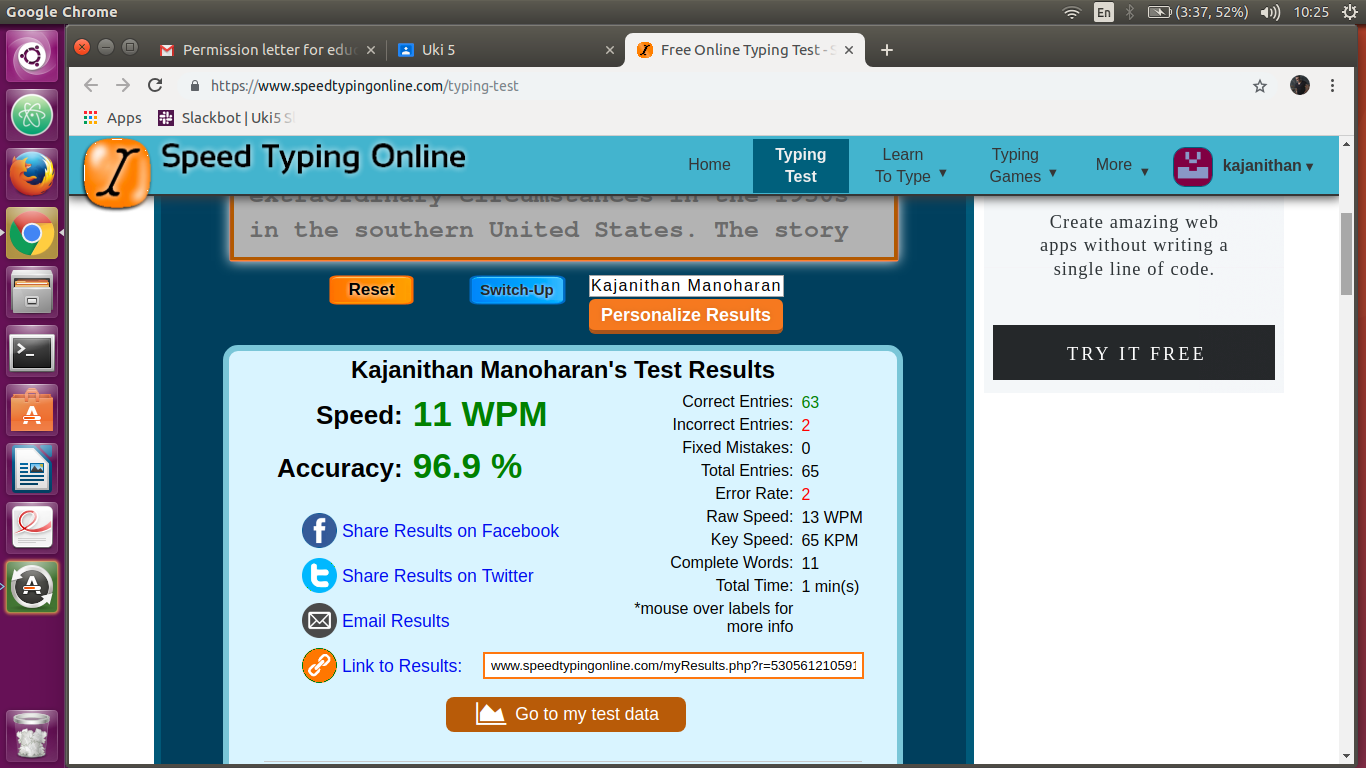 Google Chrome
En
(3:37, 52%)
10:25
Permission letter for edu
Uki 5
Free Online Typing Test -
https://www.speedtypingonline.com/typing-test
Apps
Slackbot | Uki5 S
Speed Typing Online
Home
Typing
Test
Learn
To Type
Typing
Games
More
kajanithan
extraordinary circumstances in the 1930s
in the southern United States. The story
Reset
Switch-Up
Kajanithan Manoharan
Personalize Results
Create amazing web
apps without writing a
single line of code.
TRY IT FREE
Kajanithan Manoharan's Test Results
Speed: 11 WPM
Accuracy: 96.9 %
Correct Entries: 63
Incorrect Entries: 2
Fixed Mistakes: 0
Total Entries: 65
Error Rate: 2
Raw Speed: 13 WPM
Key Speed: 65 KPM
Complete Words: 11
Total Time: 1 min(s)
*mouse over labels for
more info
Share Results on Facebook
Share Results on Twitter
Email Results
Link to Results: www.speedtypingonline.com/myResults.php?r=530561210591
Go to my test data